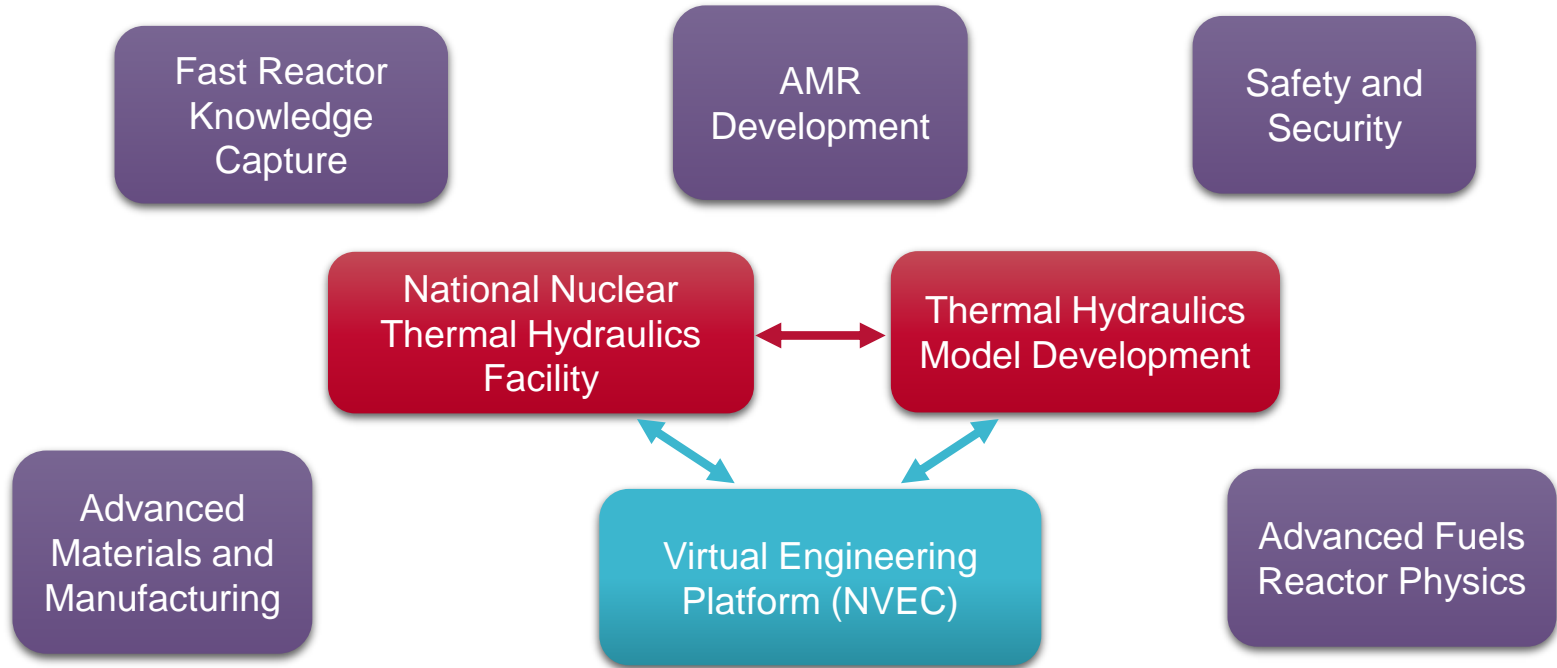 Fast Reactor
Knowledge
Capture
AMR
Development
Safety and
Security
National Nuclear
Thermal Hydraulics
Facility
Thermal Hydraulics
Model Development
Advanced
Materials and
Manufacturing
Virtual Engineering
Platform (NVEC)
Advanced Fuels
Reactor Physics